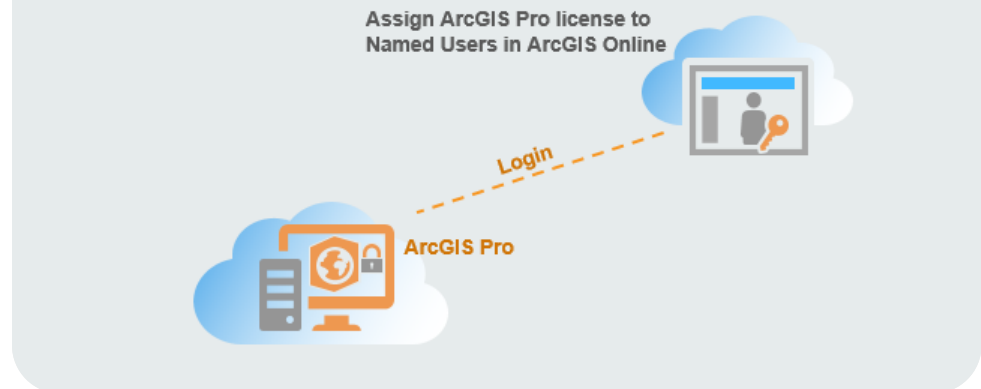 Assign ArcGIS Pro license to
Named Users in ArcGIS Online
Login
ArcGIS Pro